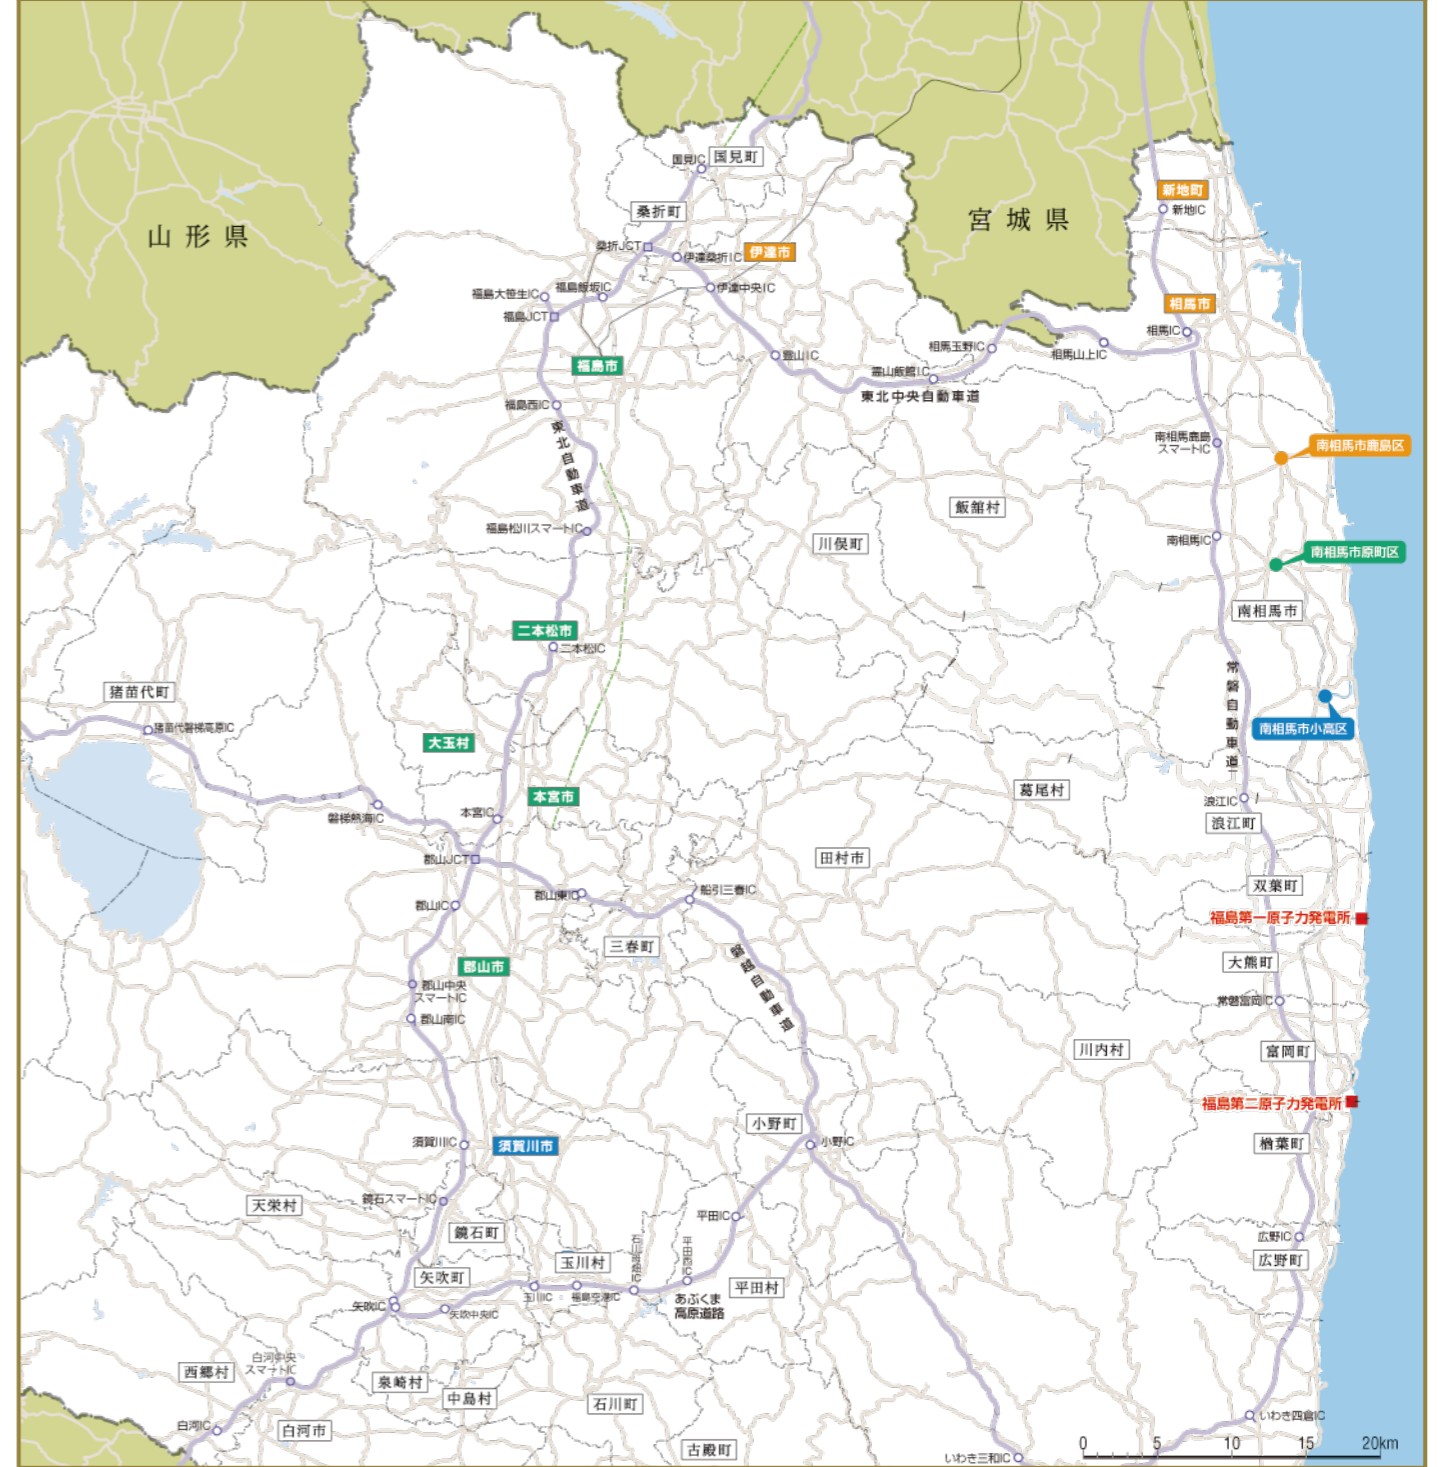 国見IC
国見町
新地町
新地IC
桑折町
宮城県
山形県
桑折JCT
伊達桑折IC
伊達市
福島大笹生IC
福島飯坂IC
伊達中央IC
相馬市
福島JCT
相馬IC
相馬玉野IC
相馬山上IC
霊山IC
福島市
霊山飯舘IC
東北中央自動車道
福島西IC
東北自動車道
南相馬鹿島
スマートIC
南相馬市鹿島区
飯舘村
福島松川スマートIC
川俣町
南相馬IC
南相馬市原町区
南相馬市
二本松市
二本松IC
常磐自動車道
猪苗代町
猪苗代磐梯高原IC
南相馬市小高区
大玉村
本宮市
葛尾村
浪江IC
磐梯熱海IC
本宮IC
浪江町
郡山JCT
田村市
双葉町
郡山東IC
船引三春IC
郡山IC
福島第一原子力発電所
三春町
磐越自動車道
郡山市
大熊町
郡山中央
スマートIC
常磐富岡IC
郡山南IC
川内村
富岡町
福島第二原子力発電所
小野町
須賀川IC
須賀川市
小野IC
楢葉町
鏡石スマートIC
天栄村
平田IC
鏡石町
広野IC
玉川村
石川母畑IC
平田西IC
広野町
矢吹町
平田村
玉川IC
福島空港IC
あぶくま
高原道路
矢吹IC
矢吹中央IC
白河中央
スマートIC
西郷村
泉崎村
中島村
石川町
白河IC
白河市
いわき四倉IC
古殿町
いわき三和IC
0 5 10 15 20km